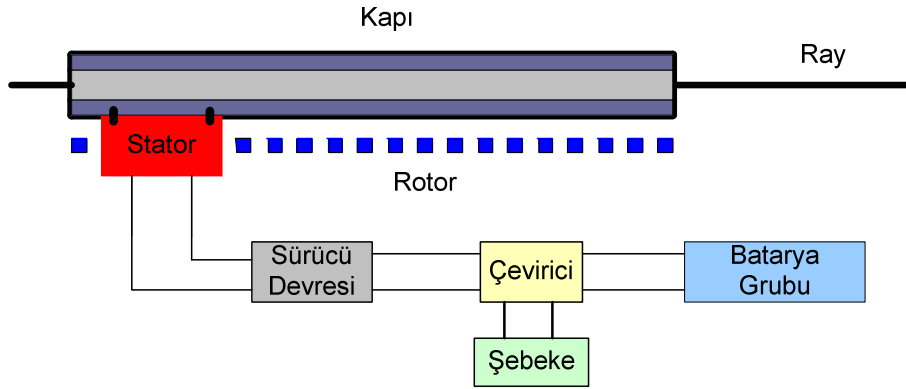 Kapı
Ray
Stator
Rotor
Sürücü
Devresi
Çevirici
Batarya
Grubu
Şebeke